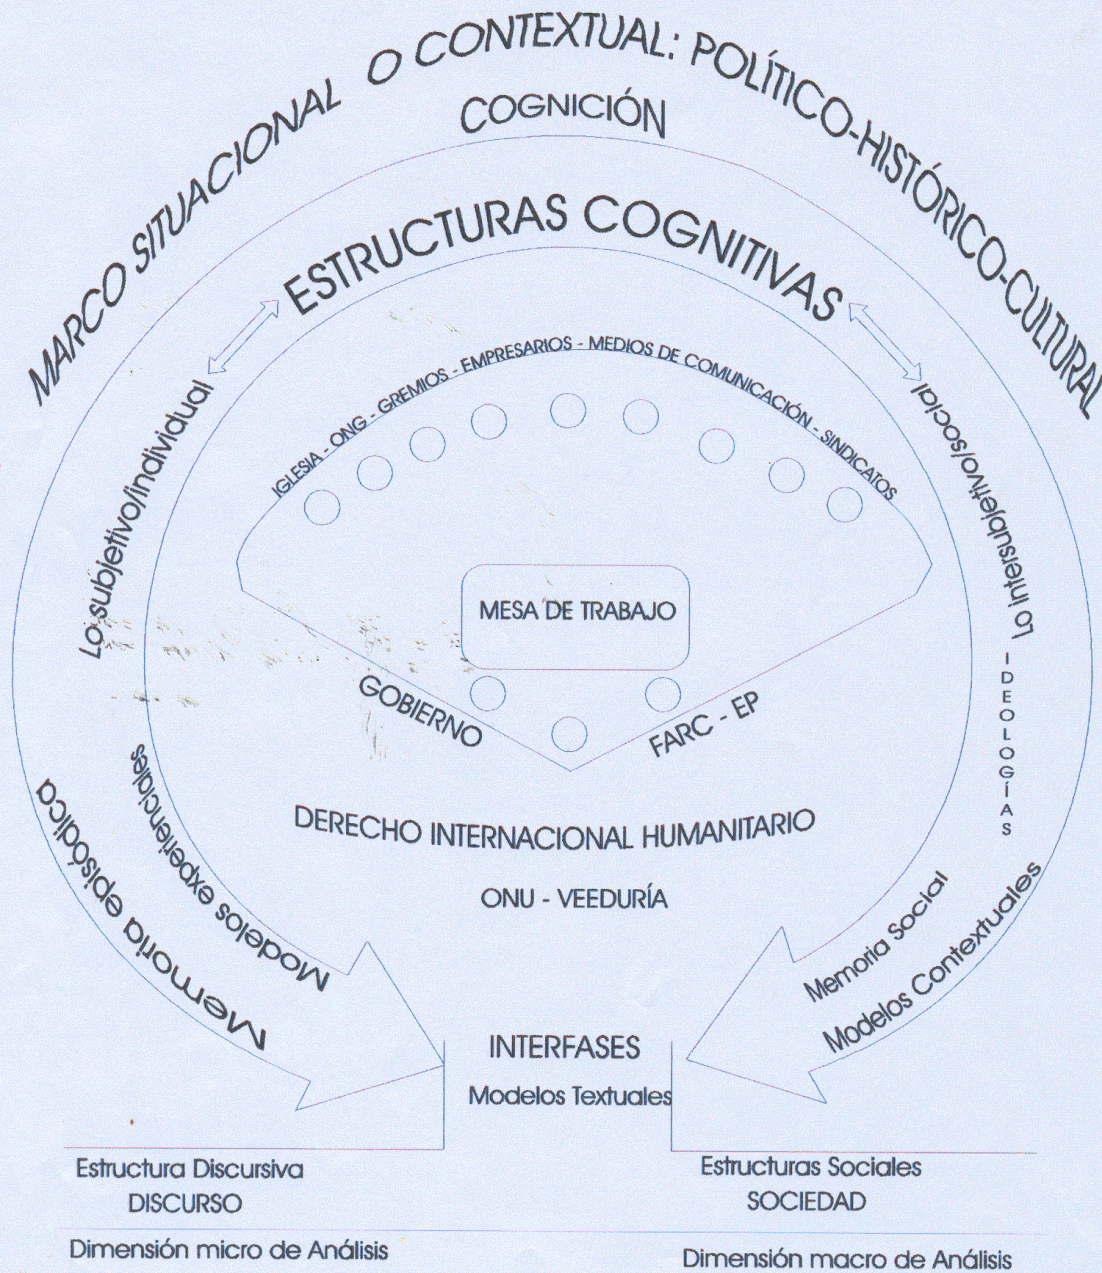 MARCO SITUACIONAL O CONTEXTUAL: POLÍTICO-HISTÓRICO-CULTURAL
COGNICIÓN
ESTRUCTURAS COGNITIVAS
Lo subjetivo/individual
Lo intersubjetivo/social
IGLESIA - ONG - GREMIOS - EMPRESARIOS - MEDIOS DE COMUNICACIÓN - SINDICATOS
MESA DE TRABAJO
GOBIERNO
FARC - EP
IDEOLOGÍAS
DERECHO INTERNACIONAL HUMANITARIO
ONU - VEEDURÍA
Memoria episódica
Modelos experienciales
Memoria Social
Modelos Contextuales
INTERFASES
Modelos Textuales
Estructura Discursiva
DISCURSO
Estructuras Sociales
SOCIEDAD
Dimensión micro de Análisis
Dimensión macro de Análisis